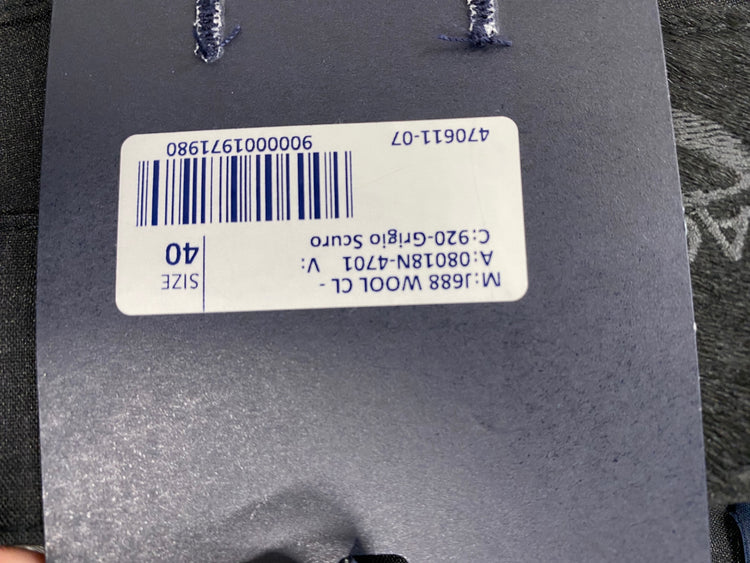 M:J688 WOOL CL -
A:08018N-4701 V:
C:920-Grigio Scuro
SIZE
40
470611-07
9000001971980